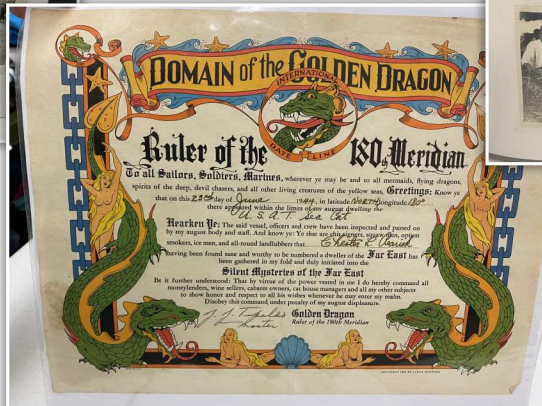 DOMAIN of the GOLDEN DRAGON
INTERNATIONAL
DATE LINE
Ruler of the 180th Meridian
To all Sailors, Soldiers, Marines, wherever ye may be and to all mermaids, flying dragons,
spirits of the deep, devil chasers, and all other living creatures of the yellow seas, Greetings: Know ye
that on this 23rd day of June 1944, in latitude NORTH longitude 180°
there appeared within the limits of my august dwelling the
U.S.A.T. Sea Cat
Hearken Ye: The said vessel, officers and crew have been inspected and passed on
by my august body and staff. And know ye: Ye that are chit signers, squaw men, opium
smokers, ice men, and all-round landlubbers that Chester L
having been found sane and worthy to be numbered a dweller of the Far East has
been gathered in my fold and duly initiated into the
Silent Mysteries of the Far East
Be it further understood: That by virtue of the power vested in me I do hereby command all
moneylenders, wine sellers, cabaret owners, cat house managers and all my other subjects
to show honor and respect to all his wishes whenever he may enter my realm.
Disobey this command under penalty of my august displeasure.
Golden Dragon
Ruler of the 180th Meridian